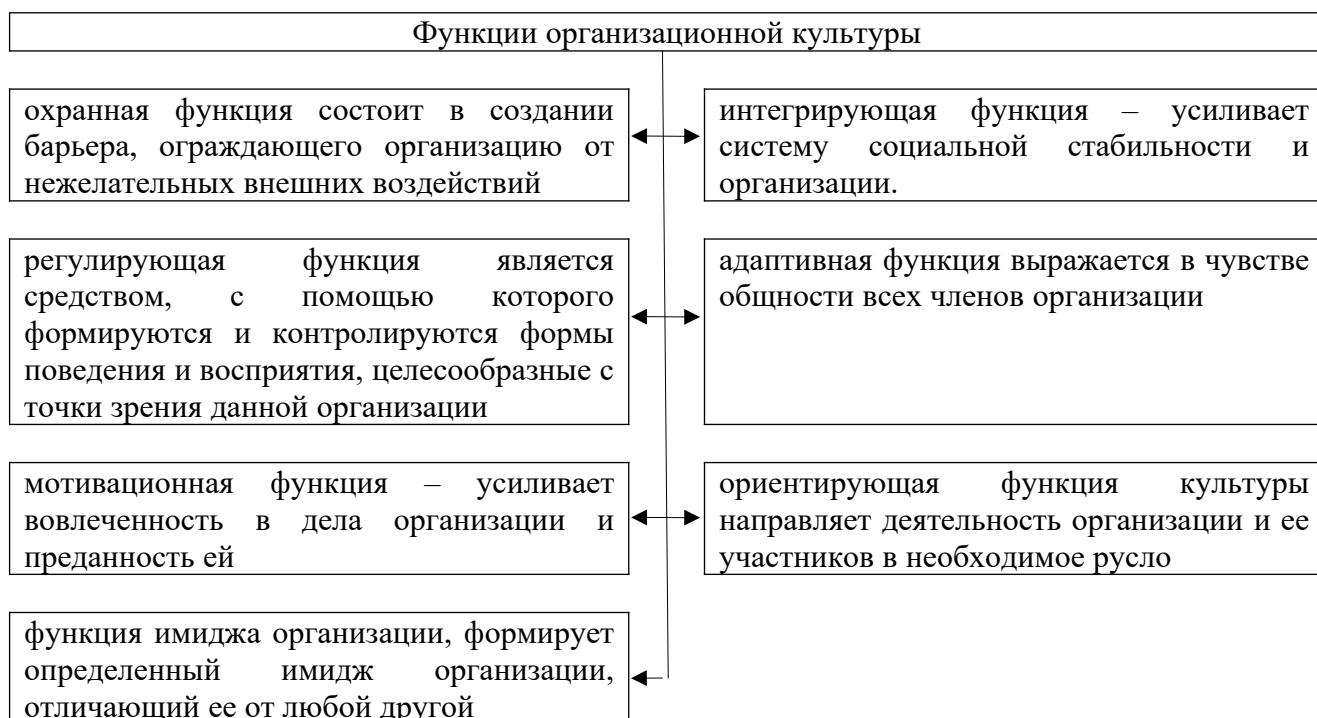 Функции организационной культуры
охранная функция состоит в создании
барьера, ограждающего организацию от
нежелательных внешних воздействий
интегрирующая функция – усиливает
систему социальной стабильности и
организации.
регулирующая функция является
средством, с помощью которого
формируются и контролируются формы
поведения и восприятия, целесообразные с
точки зрения данной организации
адаптивная функция выражается в чувстве
общности всех членов организации
мотивационная функция – усиливает
вовлеченность в дела организации и
преданность ей
ориентирующая функция культуры
направляет деятельность организации и ее
участников в необходимое русло
функция имиджа организации, формирует
определенный имидж организации,
отличающий ее от любой другой